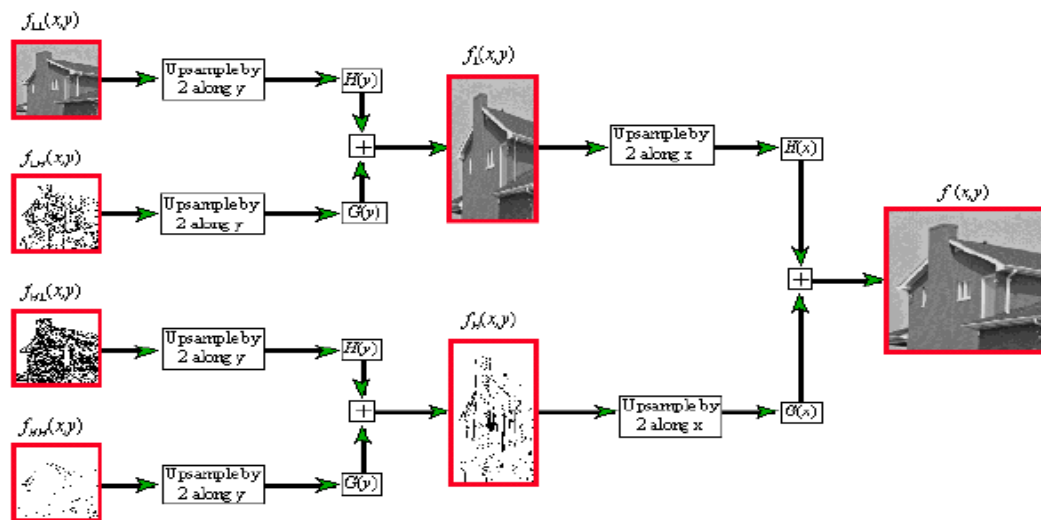 f_LL(x,y)
Upsample by
2 along y
H(y)
f_L(x,y)
Upsample by
2 along x
H(x)
f_LH(x,y)
+
Upsample by
2 along y
G(y)
f(x,y)
+
f_HL(x,y)
Upsample by
2 along y
H(y)
f_H(x,y)
+
Upsample by
2 along x
G(x)
f_HH(x,y)
Upsample by
2 along y
G(y)